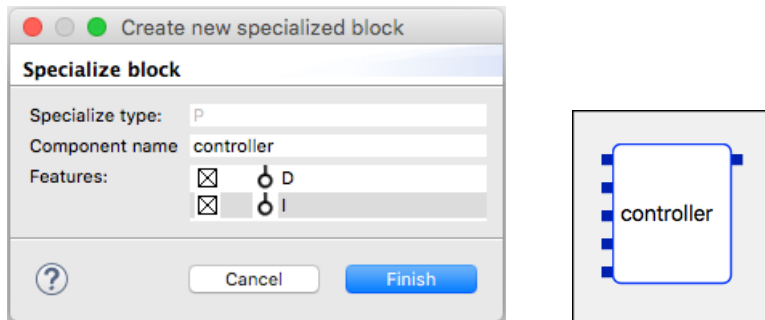 Create new specialized block
Specialize block
Specialize type: P
Component name controller
Features: D
I
?
Cancel Finish
controller